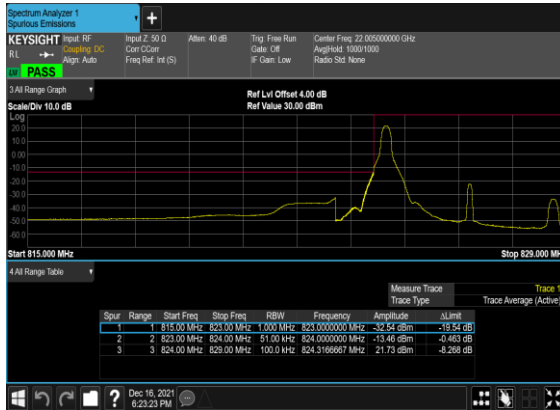 Spectrum Analyzer 1
Spurious Emissions
KEYSIGHT Input: RF Input Z: 50 Ω Atten: 40 dB Trig: Free Run Center Freq: 22.005000000 GHz
RL Coupling: DC Corr CCorr Gate: Off Avg|Hold: 1000/1000
Align: Auto Freq Ref: Int (S) IF Gain: Low Radio Std: None
PASS
3 All Range Graph
Ref Lvl Offset 4.00 dB
Scale/Div 10.0 dB Ref Value 30.00 dBm
Log
20.0
10.0
0.00
-10.0
-20.0
-30.0
-40.0
-50.0
-60.0
Start 815.000 MHz Stop 829.000 MH
4 All Range Table
Measure Trace Trace 1
Trace Type Trace Average (Active)
Spur Range Start Freq Stop Freq RBW Frequency Amplitude ΔLimit
1 1 815.00 MHz 823.00 MHz 1.000 MHz 823.0000000 MHz -32.54 dBm -19.54 dB
2 2 823.00 MHz 824.00 MHz 51.00 kHz 824.0000000 MHz -13.46 dBm -0.463 dB
3 3 824.00 MHz 829.00 MHz 100.0 kHz 824.3166667 MHz 21.73 dBm -8.268 dB
? Dec 16, 2021
6:23:23 PM